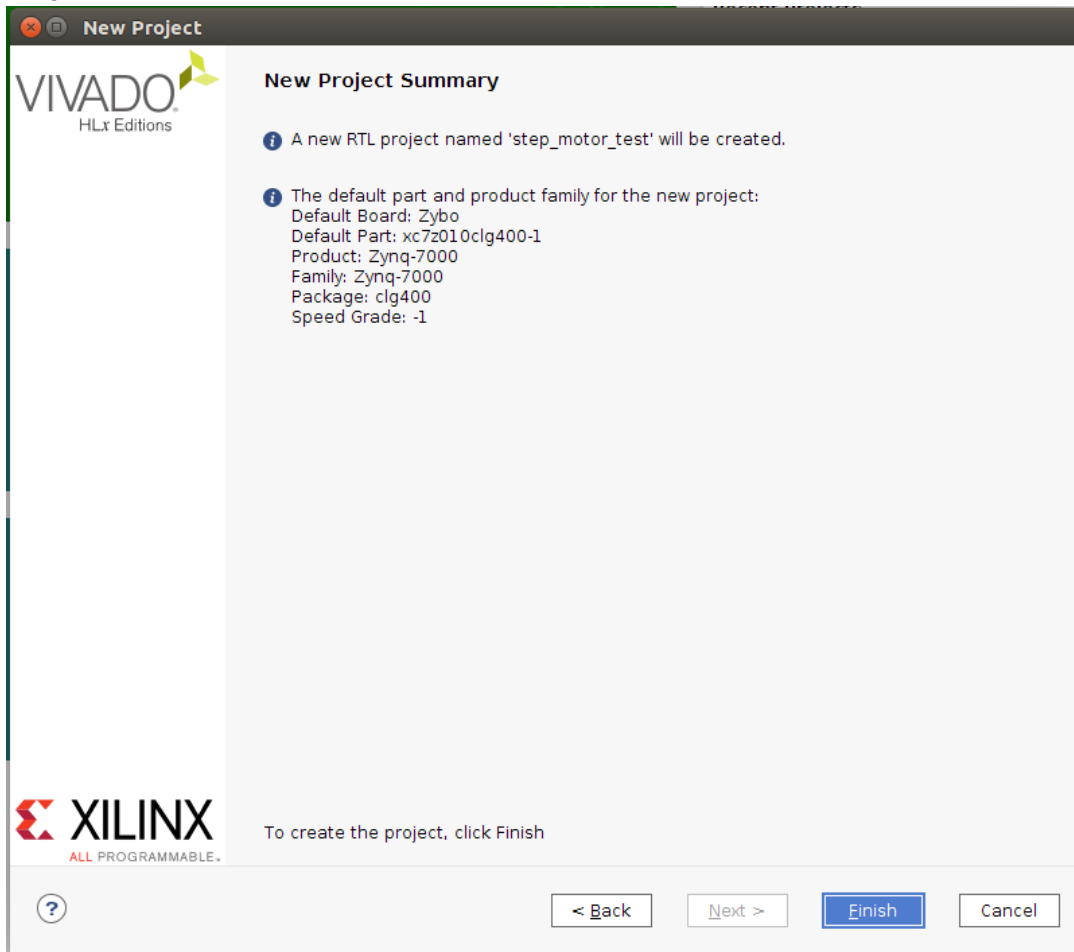 New Project
VIVADO
HLx Editions
New Project Summary
A new RTL project named 'step_motor_test' will be created.
The default part and product family for the new project:
Default Board: Zybo
Default Part: xc7z010clg400-1
Product: Zynq-7000
Family: Zynq-7000
Package: clg400
Speed Grade: -1
XILINX
ALL PROGRAMMABLE™
To create the project, click Finish
?
< Back
Next >
Finish
Cancel